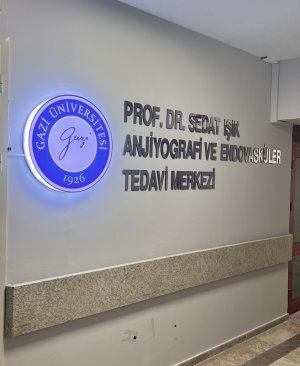 GAZİ ÜNİVERSİTESİ
Gazi
1926
PROF. DR. SEDAT IŞIK
ANJİYOGRAFİ VE ENDOVASKÜLER
TEDAVİ MERKEZİ